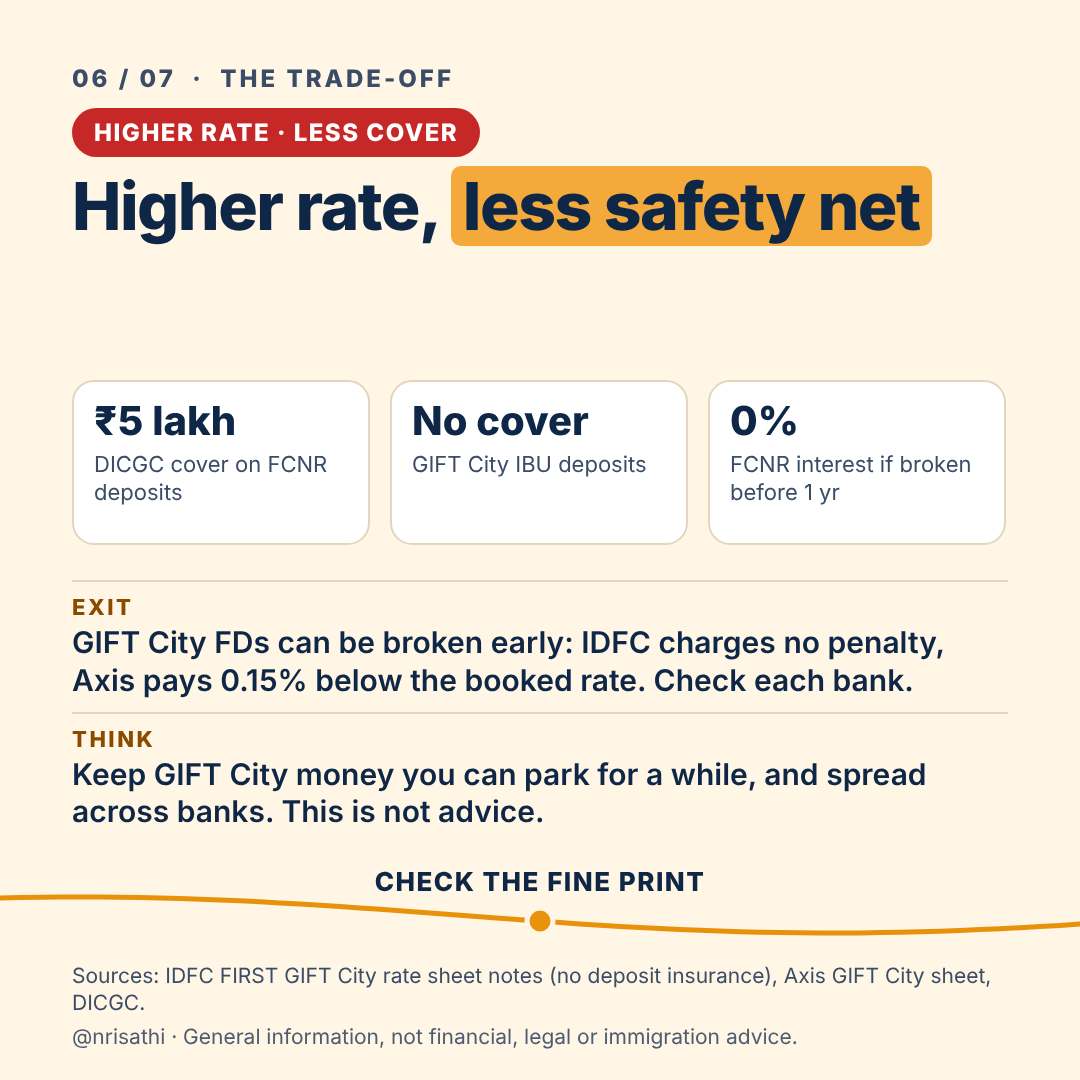 06 / 07 · THE TRADE-OFF
HIGHER RATE · LESS COVER
Higher rate, less safety net
₹5 lakh
DICGC cover on FCNR
deposits
No cover
GIFT City IBU deposits
0%
FCNR interest if broken
before 1 yr
EXIT
GIFT City FDs can be broken early: IDFC charges no penalty,
Axis pays 0.15% below the booked rate. Check each bank.
THINK
Keep GIFT City money you can park for a while, and spread
across banks. This is not advice.
CHECK THE FINE PRINT
Sources: IDFC FIRST GIFT City rate sheet notes (no deposit insurance), Axis GIFT City sheet,
DICGC.
@nrisathi · General information, not financial, legal or immigration advice.